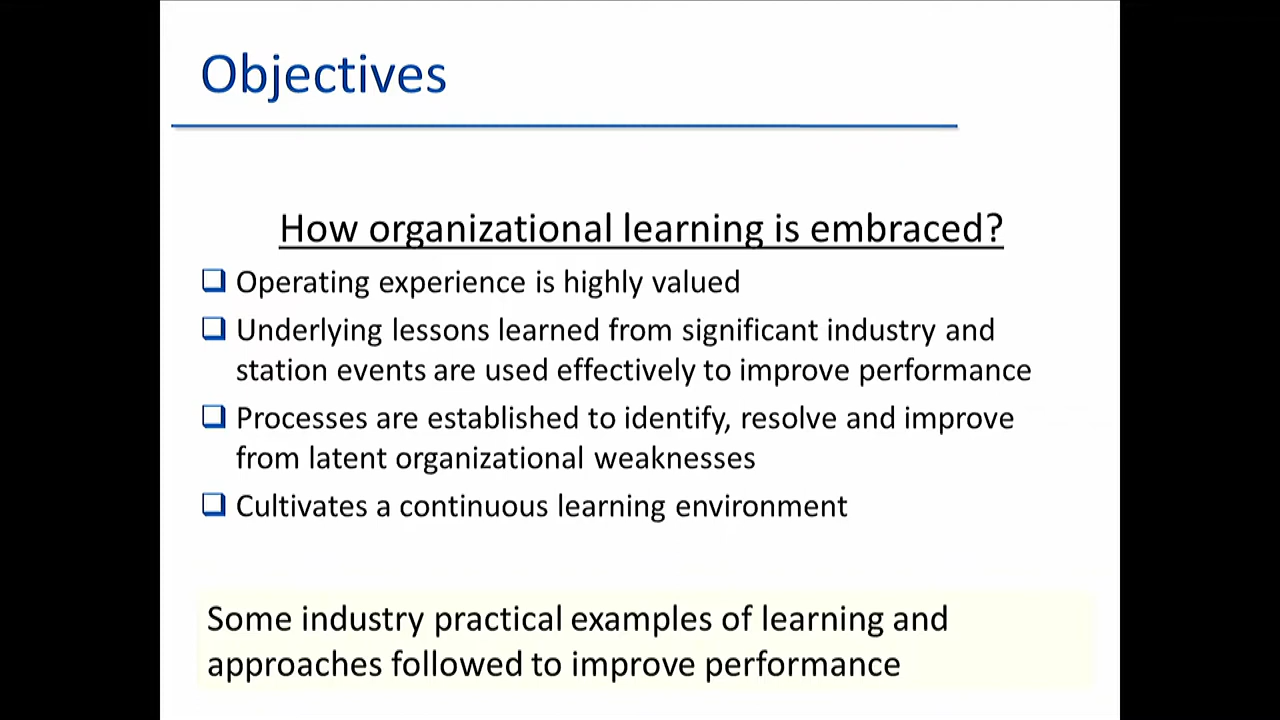 Objectives
How organizational learning is embraced?
Operating experience is highly valued
Underlying lessons learned from significant industry and
station events are used effectively to improve performance
Processes are established to identify, resolve and improve
from latent organizational weaknesses
Cultivates a continuous learning environment
Some industry practical examples of learning and
approaches followed to improve performance